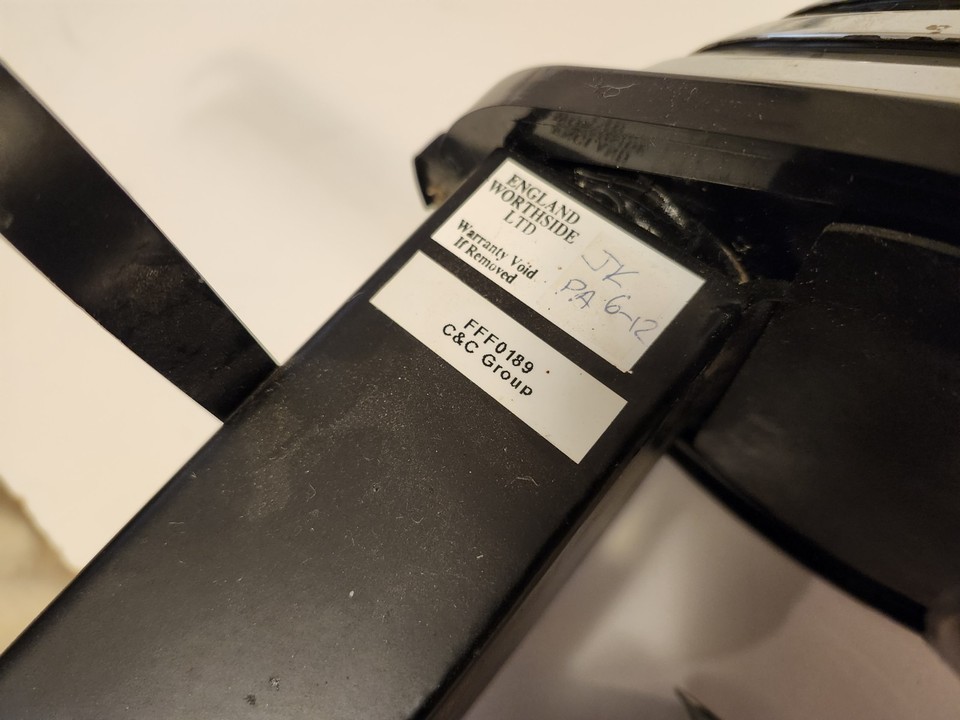 ENGLAND
WORTHSIDE
LTD
Warranty Void
If Removed
JK
PA 6-12
FFF0189
C&C Group